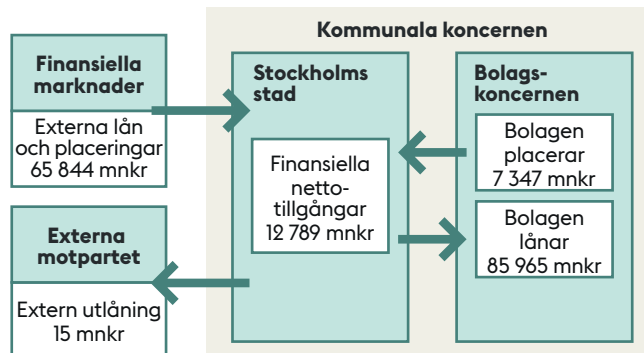 Kommunala koncernen
Finansiella
marknader
Externa lån
och placeringar
65 844 mnkr
Externa
motpartet
Extern utlåning
15 mnkr
Stockholms
stad
Finansiella
netto-
tillgångar
12 789 mnkr
Bolags-
koncernen
Bolagen
placerar
7 347 mnkr
Bolagen
lånar
85 965 mnkr